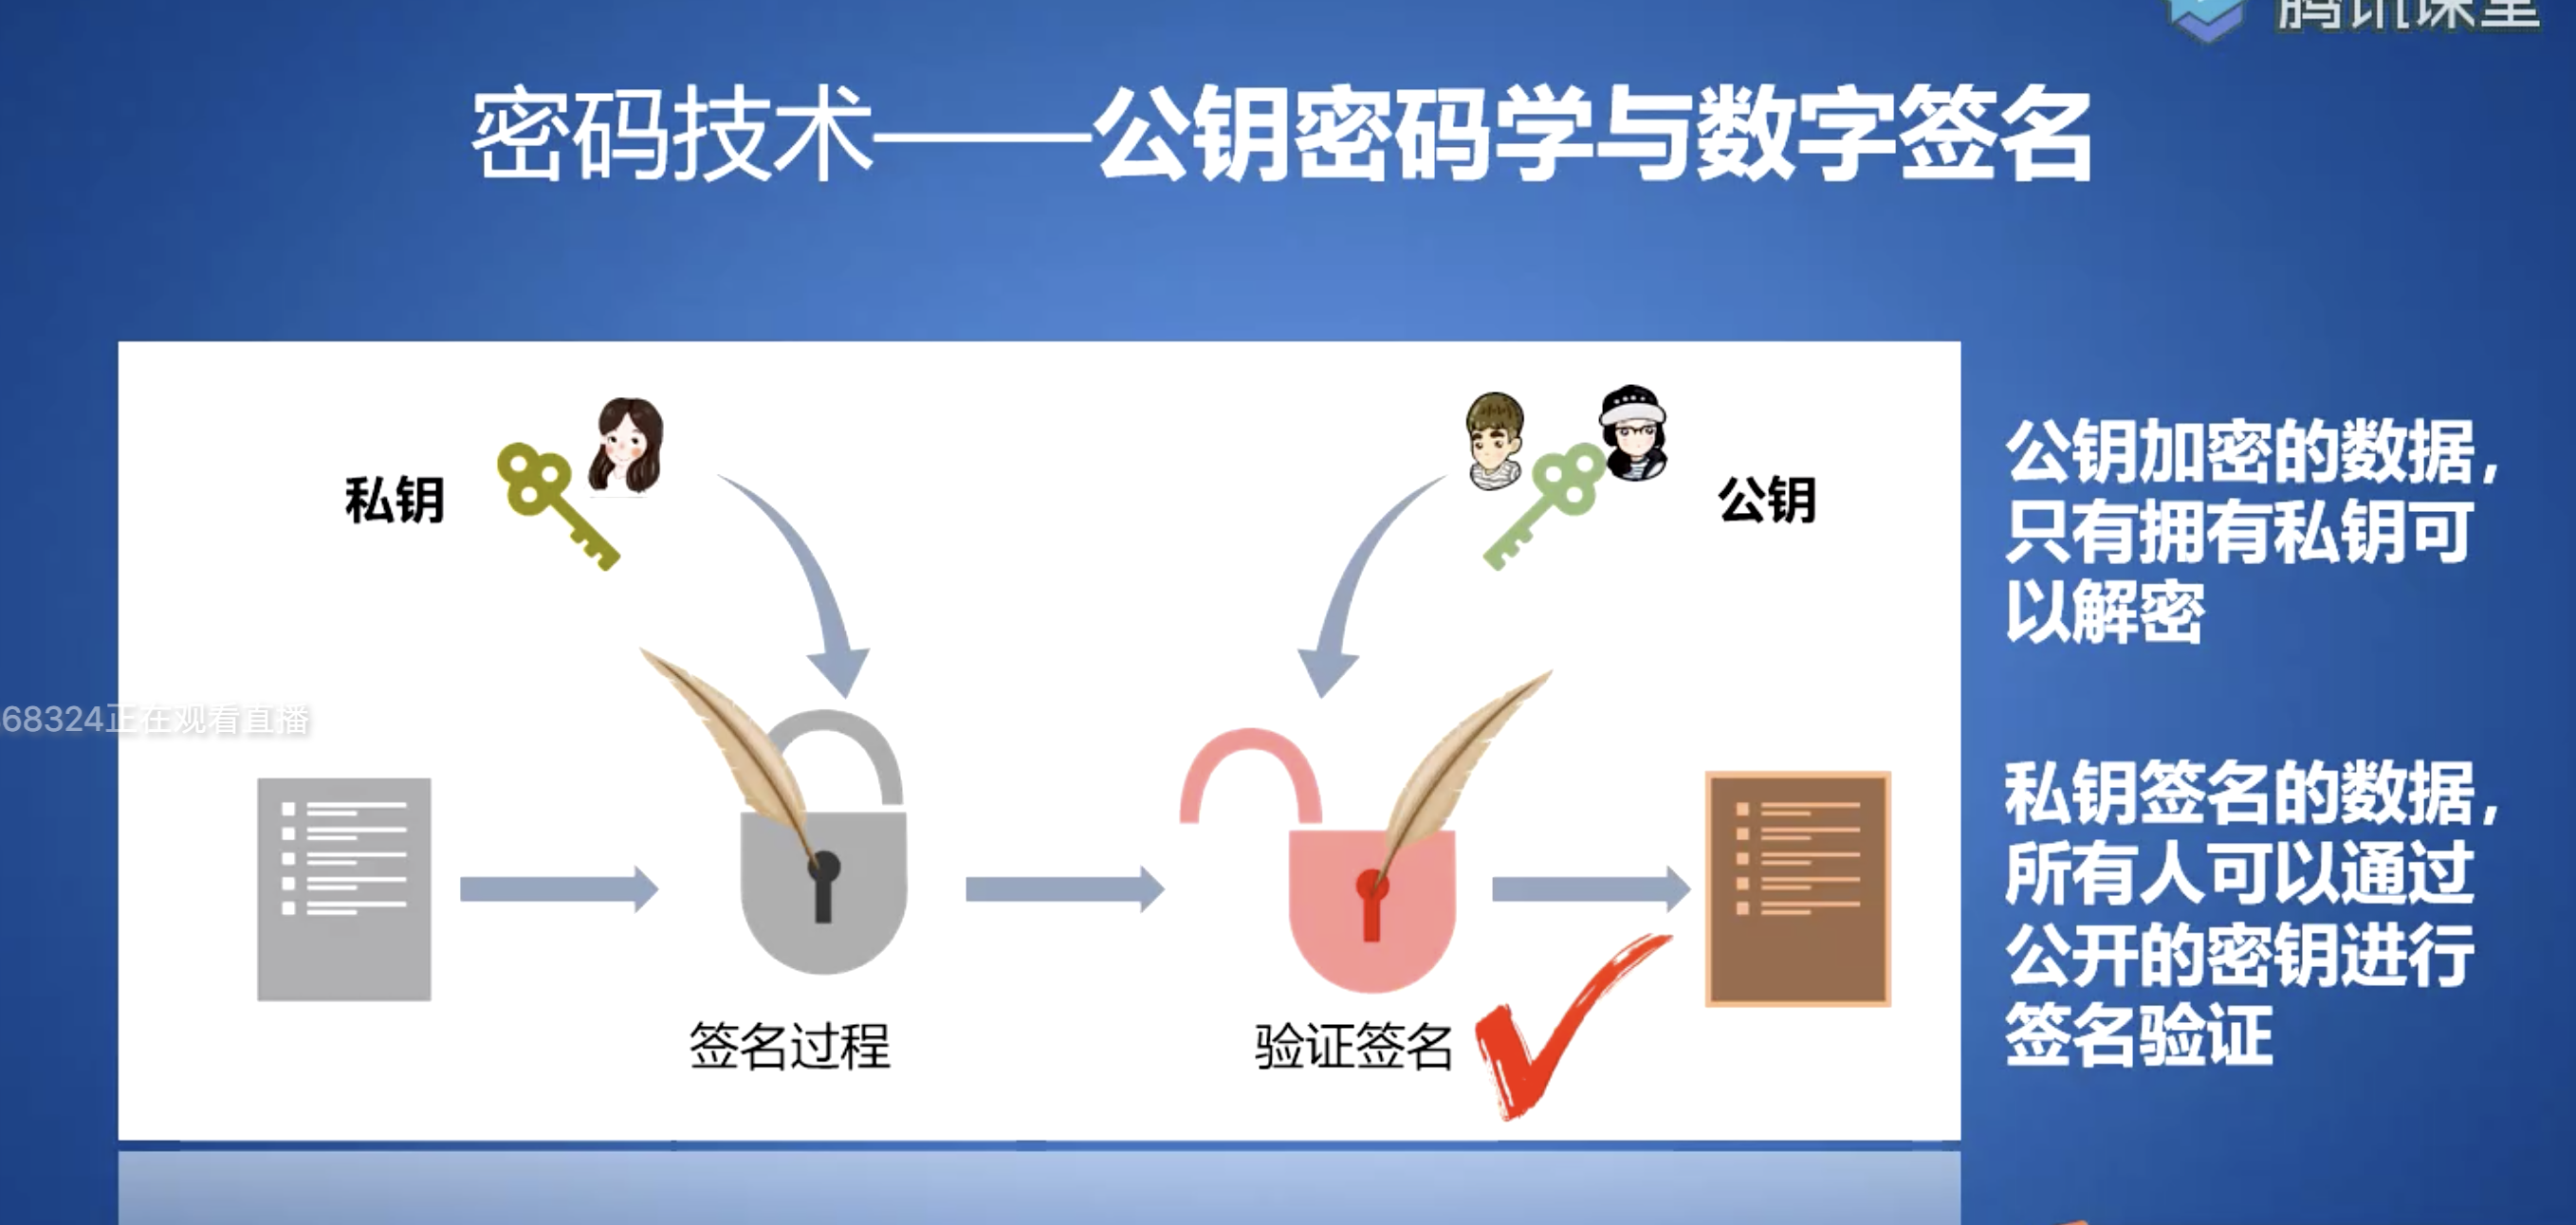 腾讯课堂
密码技术——公钥密码学与数字签名
私钥
公钥
公钥加密的数据,
只有拥有私钥可
以解密
68324正在观看直播
私钥签名的数据,
所有人可以通过
公开的密钥进行
签名验证
签名过程
验证签名